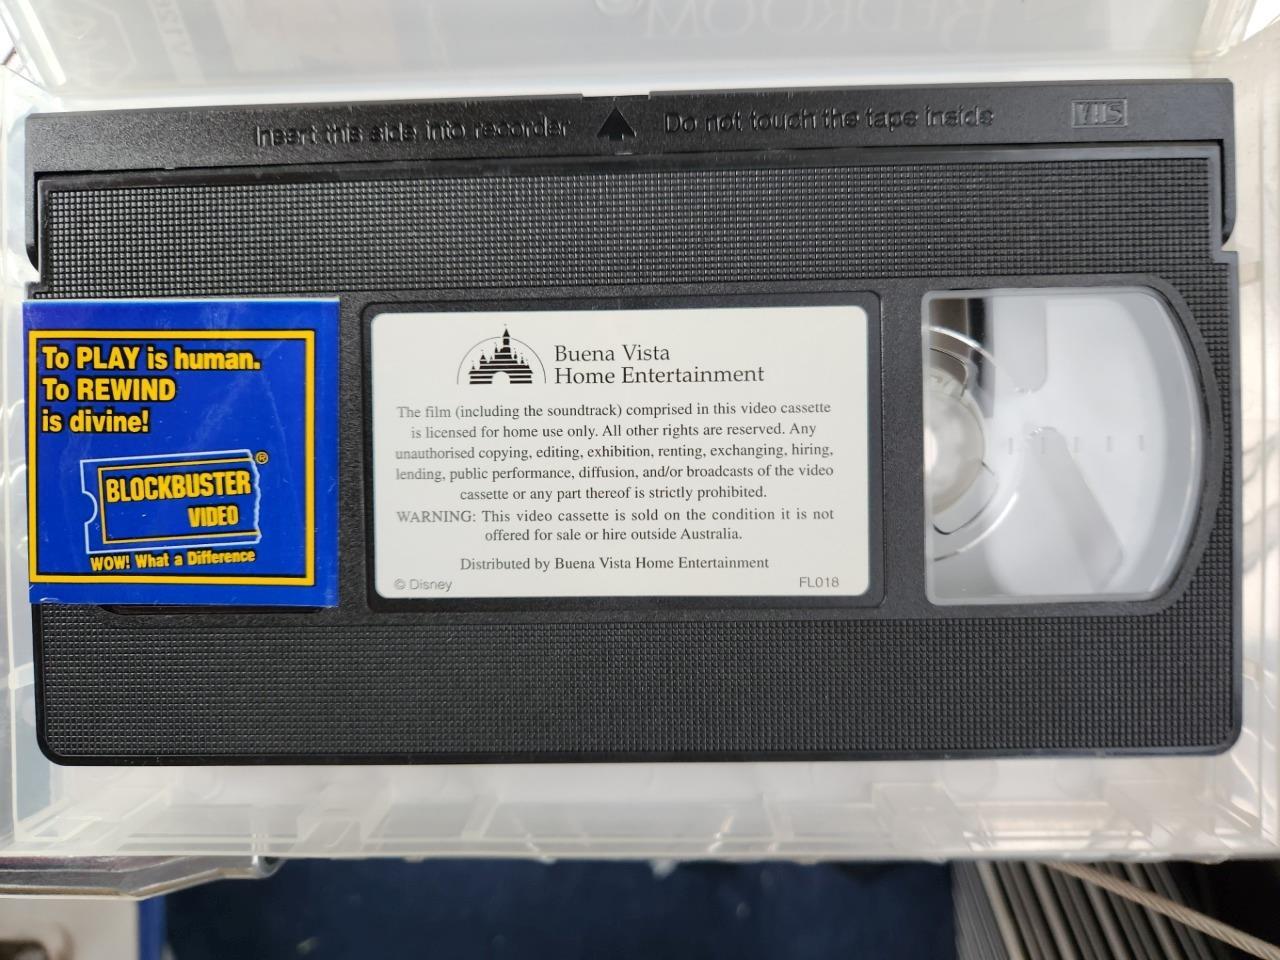 BEDROOM
Insert this side into recorder
Do not touch the tape inside
VHS
To PLAY is human.
To REWIND
is divine!
BLOCKBUSTER
VIDEO
®
WOW! What a Difference
Buena Vista
Home Entertainment
The film (including the soundtrack) comprised in this video cassette
is licensed for home use only. All other rights are reserved. Any
unauthorised copying, editing, exhibition, renting, exchanging, hiring,
lending, public performance, diffusion, and/or broadcasts of the video
cassette or any part thereof is strictly prohibited.
WARNING: This video cassette is sold on the condition it is not
offered for sale or hire outside Australia.
Distributed by Buena Vista Home Entertainment
© Disney
FL018